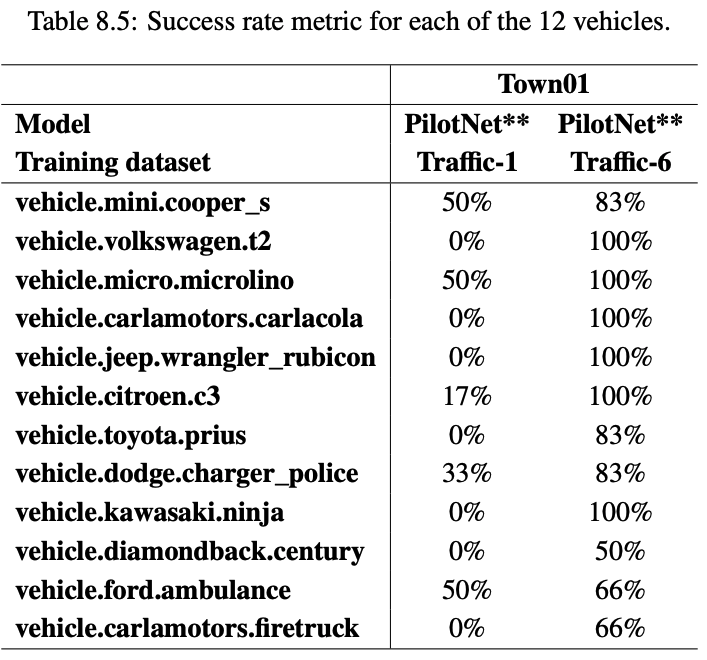 Table 8.5: Success rate metric for each of the 12 vehicles.
Town01
Model PilotNet** PilotNet**
Training dataset Traffic-1 Traffic-6
vehicle.mini.cooper_s 50% 83%
vehicle.volkswagen.t2 0% 100%
vehicle.micro.microlino 50% 100%
vehicle.carlamotors.carlacola 0% 100%
vehicle.jeep.wrangler_rubicon 0% 100%
vehicle.citroen.c3 17% 100%
vehicle.toyota.prius 0% 83%
vehicle.dodge.charger_police 33% 83%
vehicle.kawasaki.ninja 0% 100%
vehicle.diamondback.century 0% 50%
vehicle.ford.ambulance 50% 66%
vehicle.carlamotors.firetruck 0% 66%